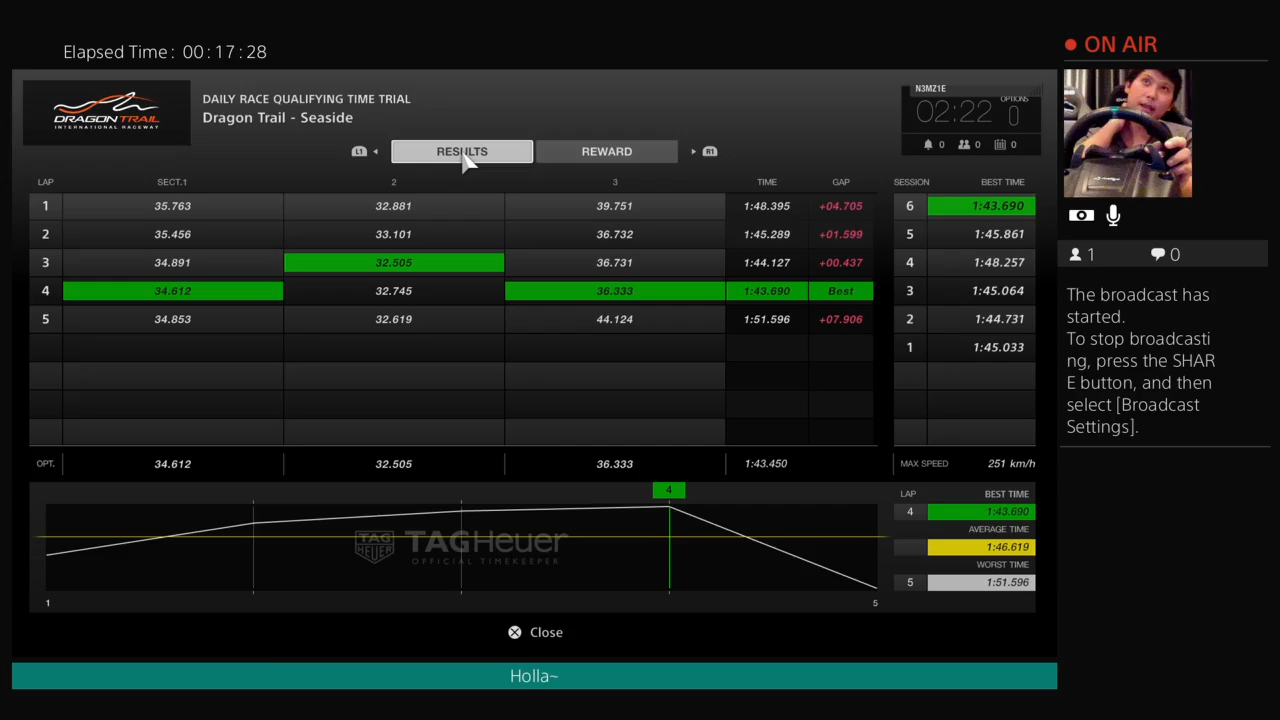 Elapsed Time: 00:17:28
ON AIR
DRAGON TRAIL
INTERNATIONAL RACEWAY
DAILY RACE QUALIFYING TIME TRIAL
Dragon Trail - Seaside
N3MZ1E
02:22 OPTIONS
0 0 0
L1 RESULTS REWARD R1
LAP SECT.1 2 3 TIME GAP
1 35.763 32.881 39.751 1:48.395 +04.705
2 35.456 33.101 36.732 1:45.289 +01.599
3 34.891 32.505 36.731 1:44.127 +00.437
4 34.612 32.745 36.333 1:43.690 Best
5 34.853 32.619 44.124 1:51.596 +07.906
OPT. 34.612 32.505 36.333 1:43.450
SESSION BEST TIME
6 1:43.690
5 1:45.861
4 1:48.257
3 1:45.064
2 1:44.731
1 1:45.033
MAX SPEED 251 km/h
4
TAG
HEUER
TAGHeuer
OFFICIAL TIMEKEEPER
1 5
LAP BEST TIME
4 1:43.690
AVERAGE TIME
1:46.619
WORST TIME
5 1:51.596
Close
Holla~
1 0
The broadcast has
started.
To stop broadcasti
ng, press the SHAR
E button, and then
select [Broadcast
Settings].